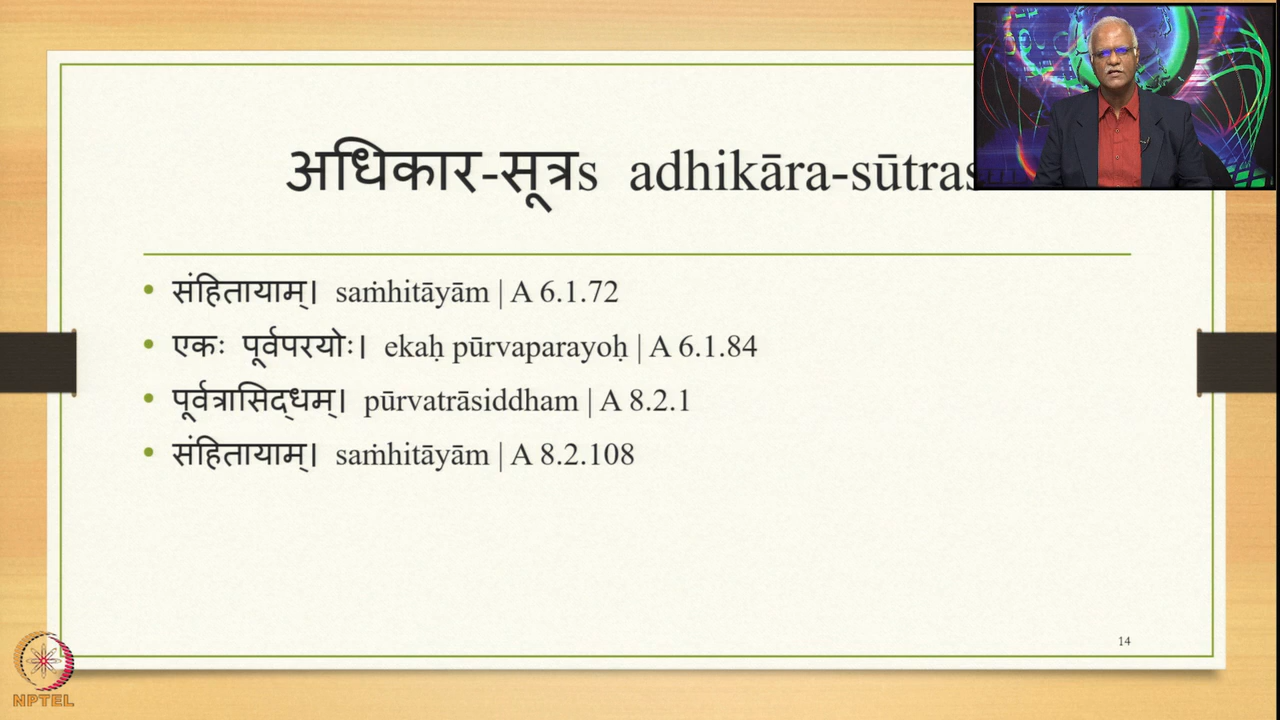 अधिकार-सूत्रs adhikāra-sūtras
संहितायाम्। saṁhitāyām | A 6.1.72
एकः पूर्वपरयोः। ekaḥ pūrvaparayoḥ | A 6.1.84
पूर्वत्रासिद्धम्। pūrvatrāsiddham | A 8.2.1
संहितायाम्। saṁhitāyām | A 8.2.108
14
NPTEL